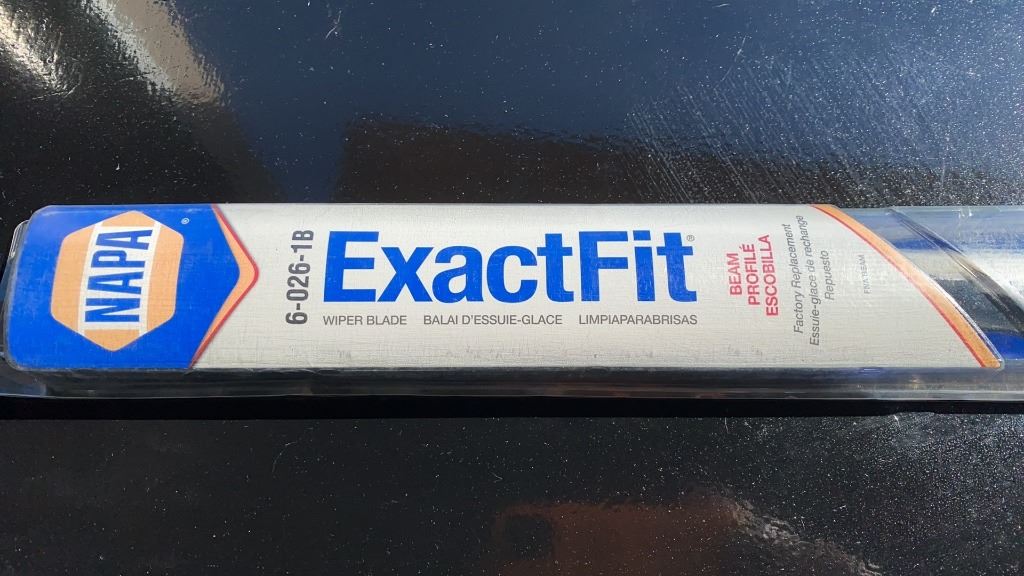 NAPA
®
6-026-1B
ExactFit®
WIPER BLADE BALAI D'ESSUIE-GLACE LIMPIAPARABRISAS
BEAM
PROFILÉ
ESCOBILLA
Factory Replacement
Essuie-glace de rechange
Repuesto